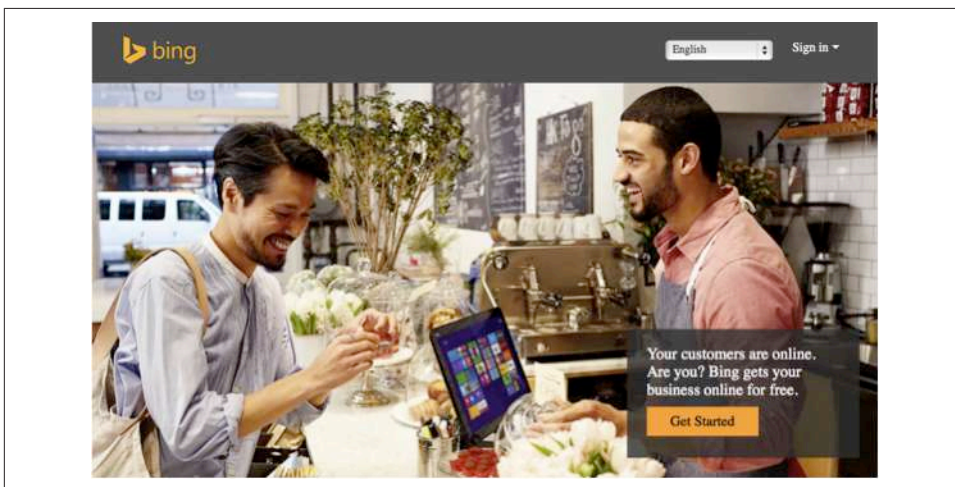 bing
English
Sign in
Your customers are online.
Are you? Bing gets your
business online for free.
Get Started